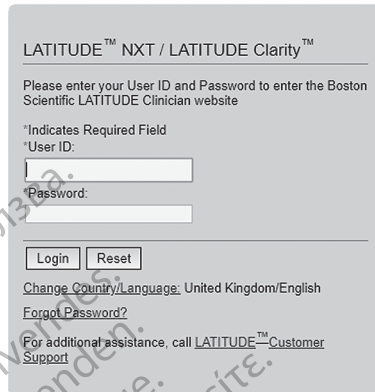 LATITUDE™ NXT / LATITUDE Clarity™
Please enter your User ID and Password to enter the Boston
Scientific LATITUDE Clinician website
*Indicates Required Field
*User ID:
*Password:
Login Reset
Change Country/Language: United Kingdom/English
Forgot Password?
For additional assistance, call LATITUDE™ Customer
Support